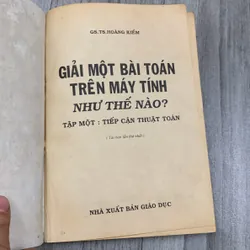 GS.TS.HOÀNG KIẾM
GIẢI MỘT BÀI TOÁN
TRÊN MÁY TÍNH
NHƯ THẾ NÀO?
TẬP MỘT : TIẾP CẬN THUẬT TOÁN
NHÀ XUẤT BẢN GIÁO DỤC